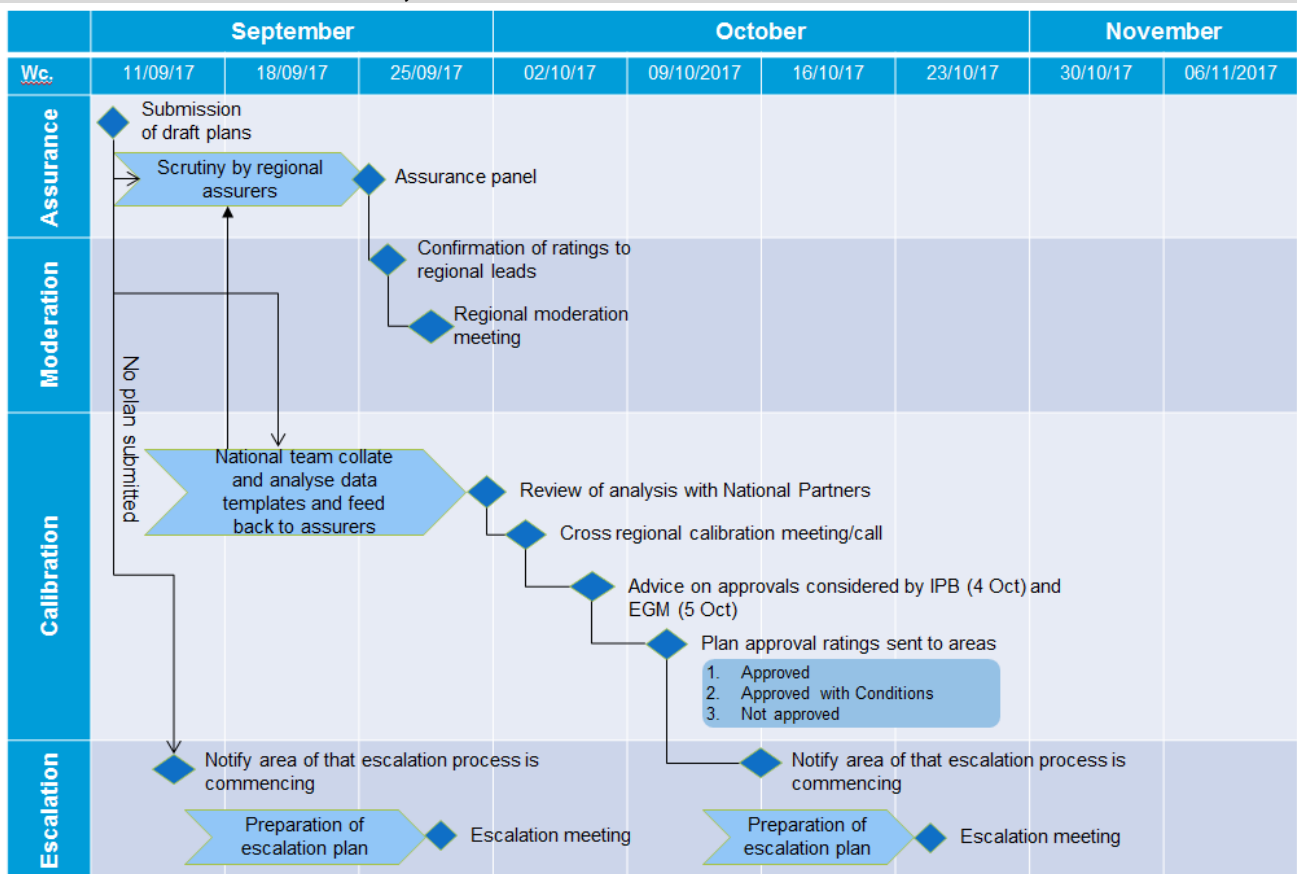 September
October
November
Wc.
11/09/17
18/09/17
25/09/17
02/10/17
09/10/2017
16/10/17
23/10/17
30/10/17
06/11/2017
Assurance
Submission
of draft plans
Scrutiny by regional
assurers
Assurance panel
Moderation
Confirmation of ratings to
regional leads
Regional moderation
meeting
No plan submitted
Calibration
National team collate
and analyse data
templates and feed
back to assurers
Review of analysis with National Partners
Cross regional calibration meeting/call
Advice on approvals considered by IPB (4 Oct) and
EGM (5 Oct)
Plan approval ratings sent to areas
1. Approved
2. Approved with Conditions
3. Not approved
Escalation
Notify area of that escalation process is
commencing
Notify area of that escalation process is
commencing
Preparation of
escalation plan
Escalation meeting
Preparation of
escalation plan
Escalation meeting